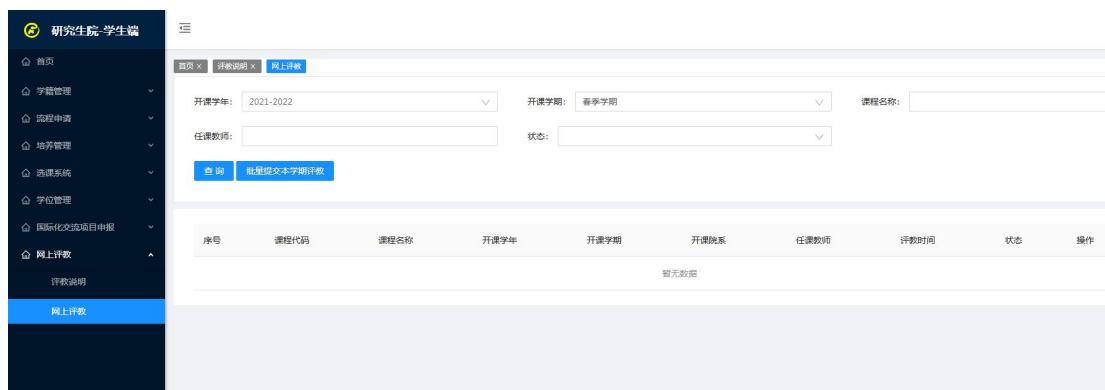 研究生院-学生端
首页
学籍管理
流程申请
培养管理
选课系统
学位管理
国际化交流项目申报
网上评教
评教说明
网上评教
首页 × 评教说明 × 网上评教
开课学年: 2021-2022 开课学期: 春季学期 课程名称:
任课教师: 状态:
查 询 批量提交本学期评教
序号 课程代码 课程名称 开课学年 开课学期 开课院系 任课教师 评教时间 状态 操作
暂无数据